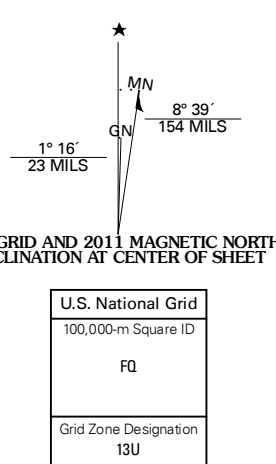 ★
MN
8° 39´
154 MILS
GN
1° 16´
23 MILS
GRID AND 2011 MAGNETIC NORTH
CLINATION AT CENTER OF SHEET
U.S. National Grid
100,000-m Square ID
FQ
Grid Zone Designation
13U